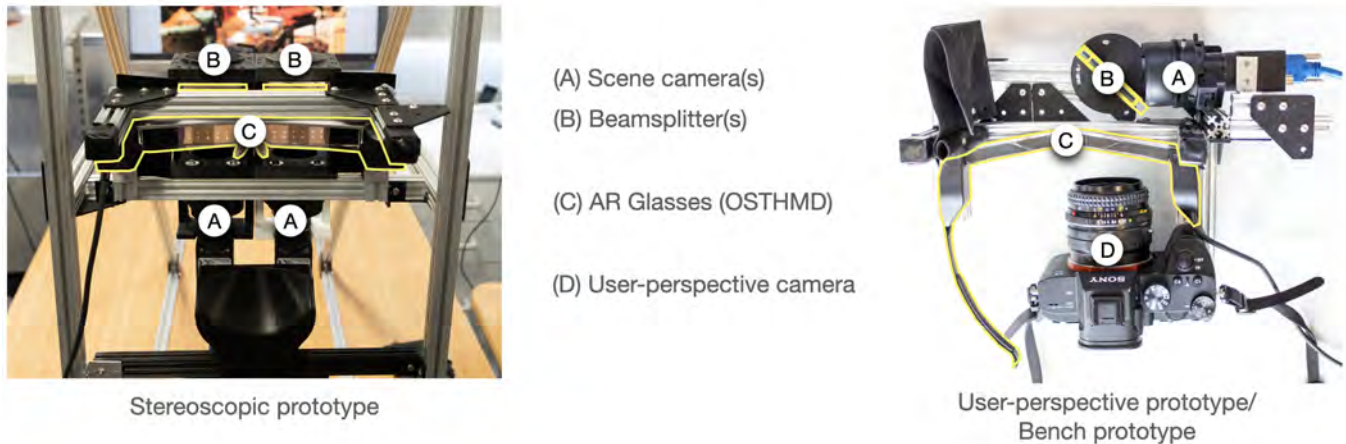 B
B
C
A
A
Stereoscopic prototype
(A) Scene camera(s)
(B) Beamsplitter(s)
(C) AR Glasses (OSTHMD)
(D) User-perspective camera
B
A
C
D
SONY
User-perspective prototype/
Bench prototype